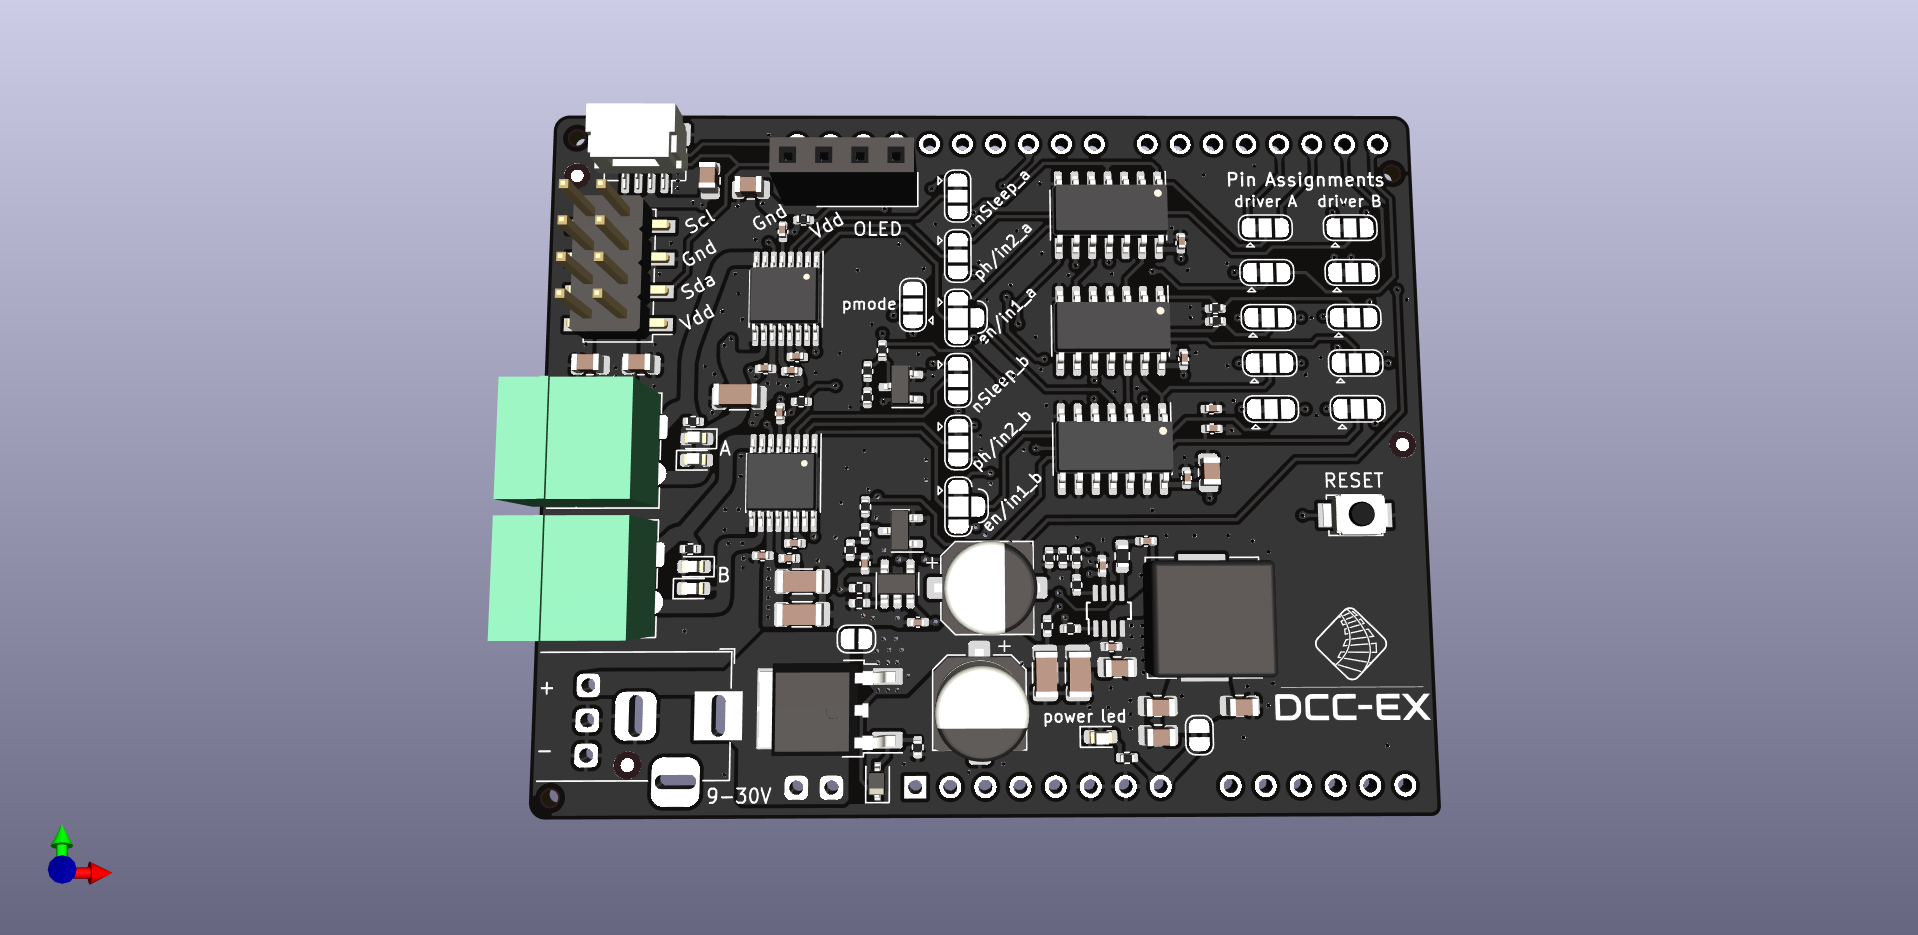 Scl
Gnd
Sda
Vdd
Gnd
Vdd
OLED
pmode
nSleep_a
ph/in2_a
en/in1_a
nSleep_b
ph/in2_b
en/in1_b
Pin Assignments
driver A driver B
A
B
RESET
+
+
+
−
9-30V
power led
DCC-EX